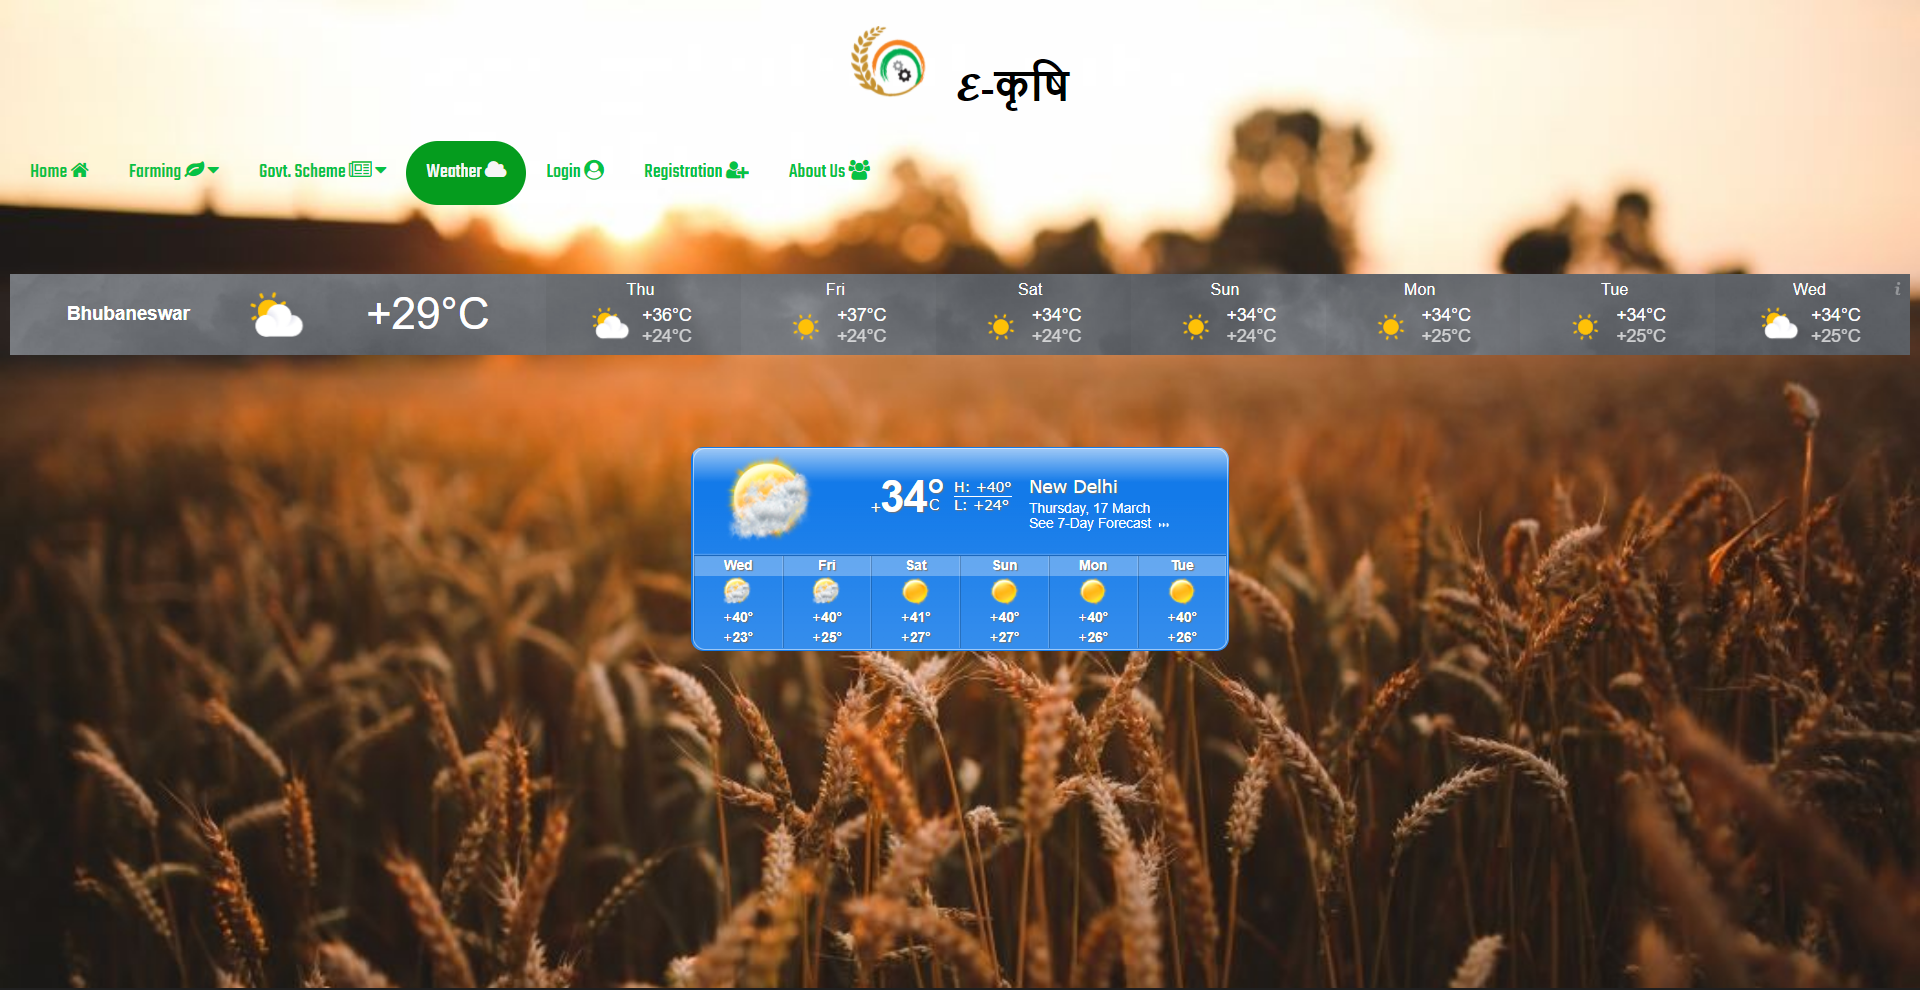 ε-कृषि
Home Farming Govt. Scheme Weather Login Registration About Us
Bhubaneswar +29°C
Thu Fri Sat Sun Mon Tue Wed i
+36°C +37°C +34°C +34°C +34°C +34°C +34°C
+24°C +24°C +24°C +24°C +25°C +25°C +25°C
+34°C H: +40° New Delhi
L: +24° Thursday, 17 March
See 7-Day Forecast
Wed Fri Sat Sun Mon Tue
+40° +40° +41° +40° +40° +40°
+23° +25° +27° +27° +26° +26°